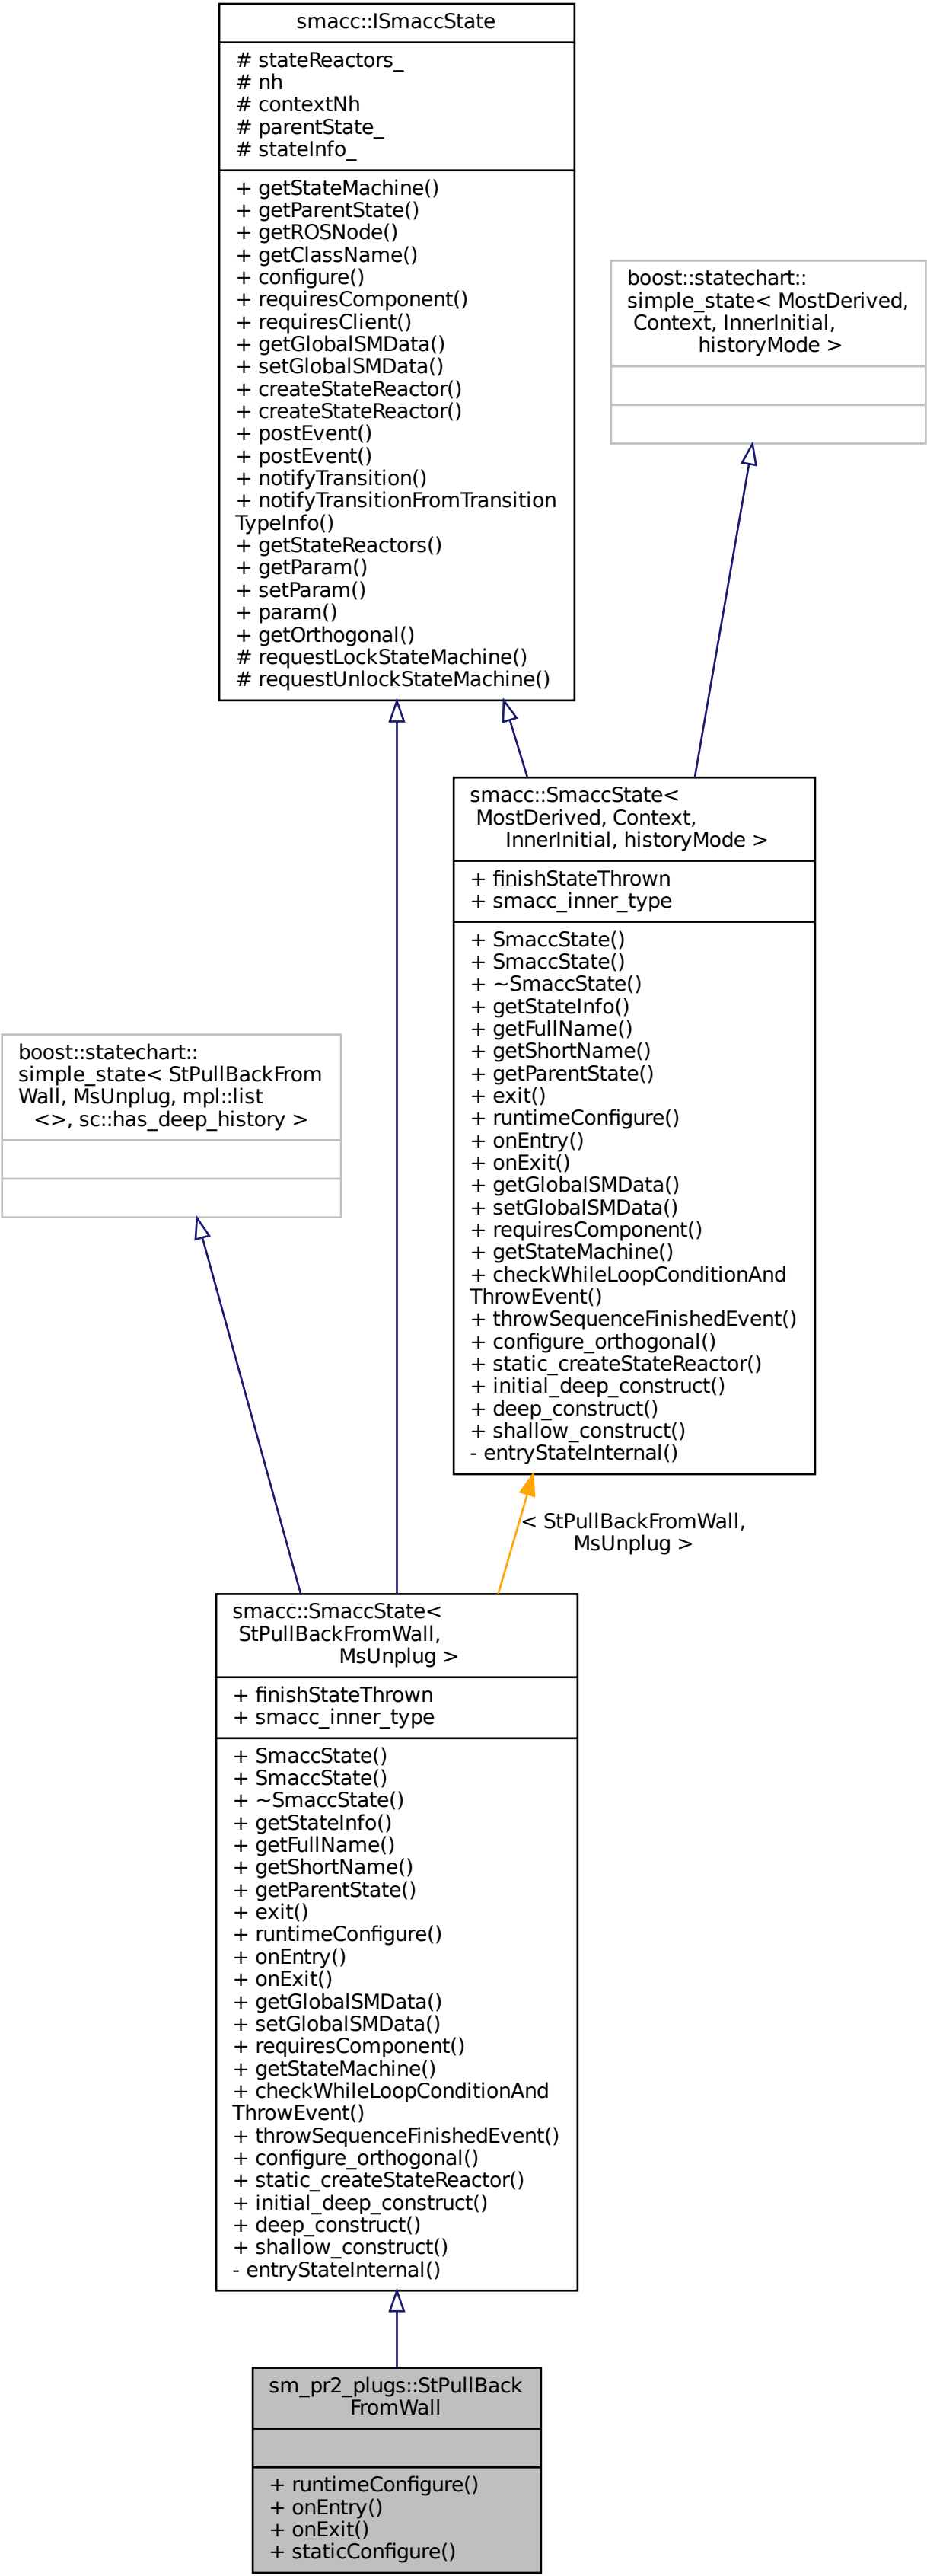 smacc::ISmaccState
# stateReactors_
# nh
# contextNh
# parentState_
# stateInfo_
+ getStateMachine()
+ getParentState()
+ getROSNode()
+ getClassName()
+ configure()
+ requiresComponent()
+ requiresClient()
+ getGlobalSMData()
+ setGlobalSMData()
+ createStateReactor()
+ createStateReactor()
+ postEvent()
+ postEvent()
+ notifyTransition()
+ notifyTransitionFromTransition
TypeInfo()
+ getStateReactors()
+ getParam()
+ setParam()
+ param()
+ getOrthogonal()
# requestLockStateMachine()
# requestUnlockStateMachine()
boost::statechart::
simple_state< MostDerived,
Context, InnerInitial,
historyMode >
smacc::SmaccState<
MostDerived, Context,
InnerInitial, historyMode >
+ finishStateThrown
+ smacc_inner_type
+ SmaccState()
+ SmaccState()
+ ~SmaccState()
+ getStateInfo()
+ getFullName()
+ getShortName()
+ getParentState()
+ exit()
+ runtimeConfigure()
+ onEntry()
+ onExit()
+ getGlobalSMData()
+ setGlobalSMData()
+ requiresComponent()
+ getStateMachine()
+ checkWhileLoopConditionAnd
ThrowEvent()
+ throwSequenceFinishedEvent()
+ configure_orthogonal()
+ static_createStateReactor()
+ initial_deep_construct()
+ deep_construct()
+ shallow_construct()
- entryStateInternal()
boost::statechart::
simple_state< StPullBackFrom
Wall, MsUnplug, mpl::list
<>, sc::has_deep_history >
< StPullBackFromWall,
MsUnplug >
smacc::SmaccState<
StPullBackFromWall,
MsUnplug >
+ finishStateThrown
+ smacc_inner_type
+ SmaccState()
+ SmaccState()
+ ~SmaccState()
+ getStateInfo()
+ getFullName()
+ getShortName()
+ getParentState()
+ exit()
+ runtimeConfigure()
+ onEntry()
+ onExit()
+ getGlobalSMData()
+ setGlobalSMData()
+ requiresComponent()
+ getStateMachine()
+ checkWhileLoopConditionAnd
ThrowEvent()
+ throwSequenceFinishedEvent()
+ configure_orthogonal()
+ static_createStateReactor()
+ initial_deep_construct()
+ deep_construct()
+ shallow_construct()
- entryStateInternal()
sm_pr2_plugs::StPullBack
FromWall
+ runtimeConfigure()
+ onEntry()
+ onExit()
+ staticConfigure()